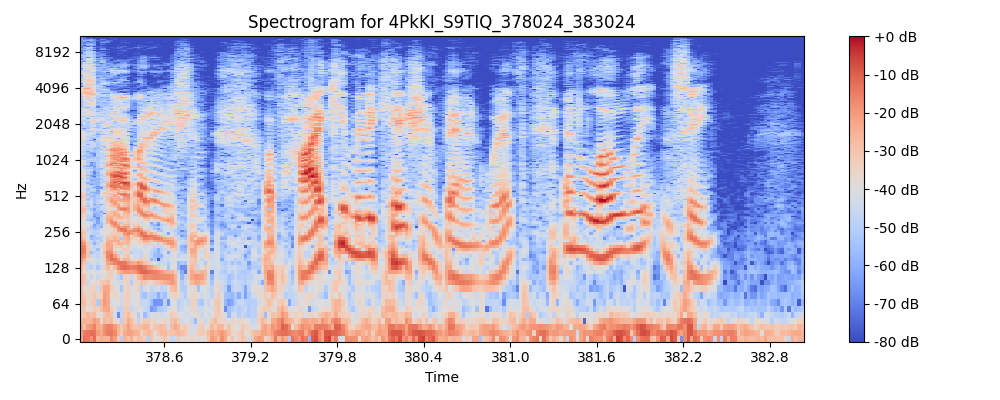 Spectrogram for 4PkKI_S9TIQ_378024_383024
8192
4096
2048
1024
512
256
128
64
0
Hz
378.6
379.2
379.8
380.4
381.0
381.6
382.2
382.8
Time
+0 dB
-10 dB
-20 dB
-30 dB
-40 dB
-50 dB
-60 dB
-70 dB
-80 dB